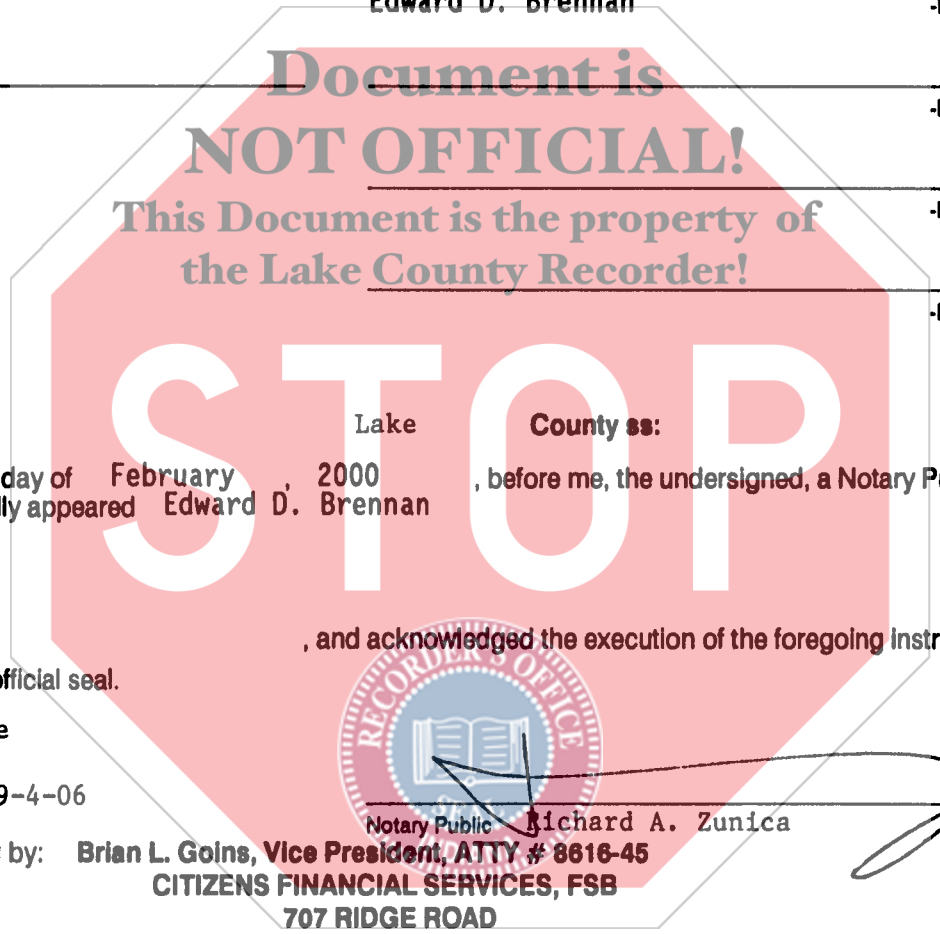 Edward D. Brennan
Document is
NOT OFFICIAL!
This Document is the property of
the Lake County Recorder!
STOP
Lake County ss:
day of February , 2000 , before me, the undersigned, a Notary P
lly appeared Edward D. Brennan
, and acknowledged the execution of the foregoing instr
official seal.
RECORDER'S OFFICE
SEAL
9-4-06
Notary Public Richard A. Zunica
by: Brian L. Goins, Vice President, ATTY # 8616-45
CITIZENS FINANCIAL SERVICES, FSB
707 RIDGE ROAD